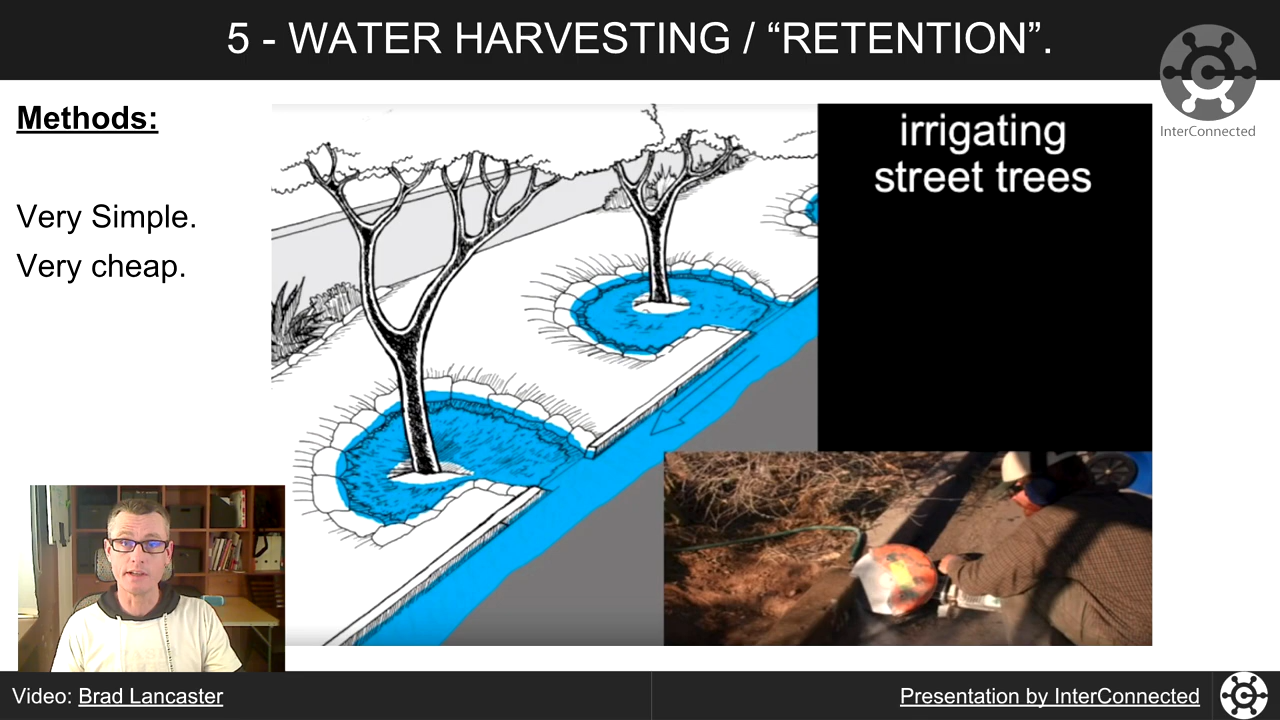 5 - WATER HARVESTING / “RETENTION”.
InterConnected
Methods:
Very Simple.
Very cheap.
irrigating
street trees
Video: Brad Lancaster
Presentation by InterConnected